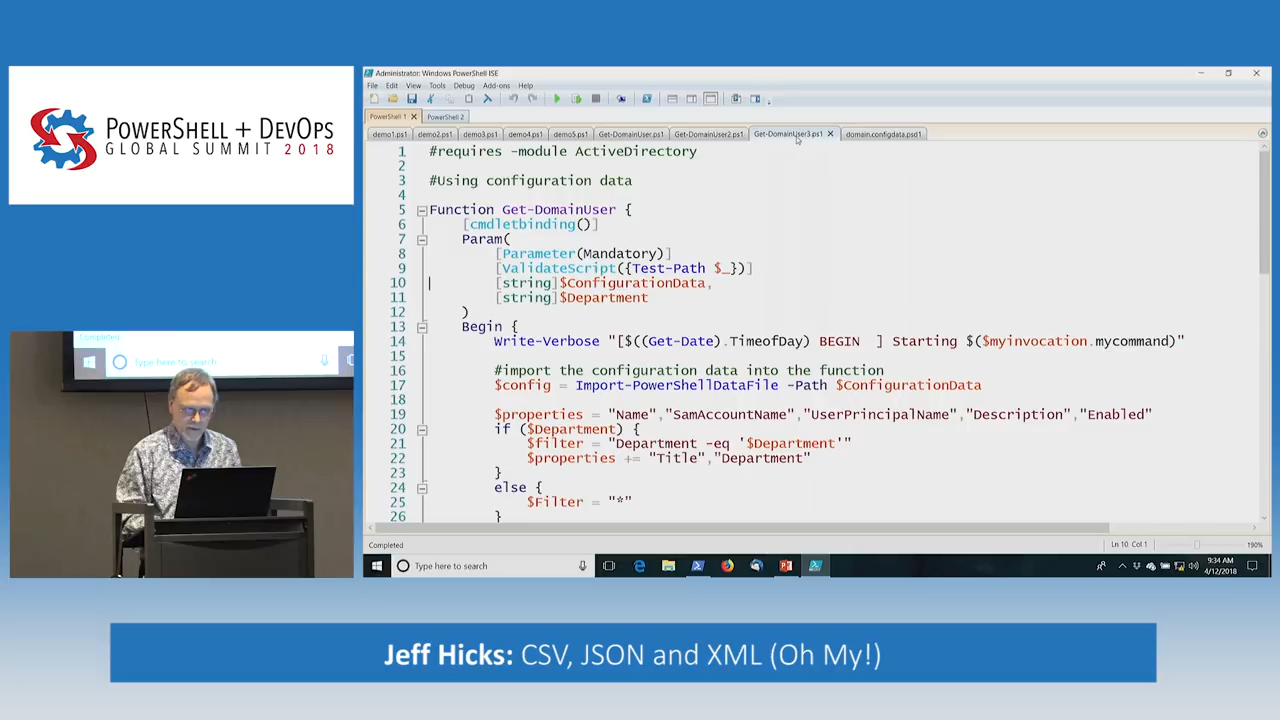 POWERSHELL + DEVOPS
GLOBAL SUMMIT 2018
Completed
Type here to search
Administrator: Windows PowerShell ISE
File Edit View Tools Debug Add-ons Help
PowerShell 1 PowerShell 2
demo1.ps1 demo2.ps1 demo3.ps1 demo4.ps1 demo5.ps1 Get-DomainUser.ps1 Get-DomainUser2.ps1 Get-DomainUser3.ps1 domain.configdata.psd1
1 #requires -module ActiveDirectory
2
3 #Using configuration data
4
5 Function Get-DomainUser {
6 [cmdletbinding()]
7 Param(
8 [Parameter(Mandatory)]
9 [ValidateScript({Test-Path $_})]
10 [string]$ConfigurationData,
11 [string]$Department
12 )
13 Begin {
14 Write-Verbose "[$((Get-Date).TimeofDay) BEGIN  ] Starting $($myinvocation.mycommand)"
15
16 #import the configuration data into the function
17 $config = Import-PowerShellDataFile -Path $ConfigurationData
18
19 $properties = "Name","SamAccountName","UserPrincipalName","Description","Enabled"
20 if ($Department) {
21 $filter = "Department -eq '$Department'"
22 $properties += "Title","Department"
23 }
24 else {
25 $Filter = "*"
26 }
Completed Ln 10 Col 1 190%
Type here to search 9:34 AM
4/12/2018
Jeff Hicks: CSV, JSON and XML (Oh My!)